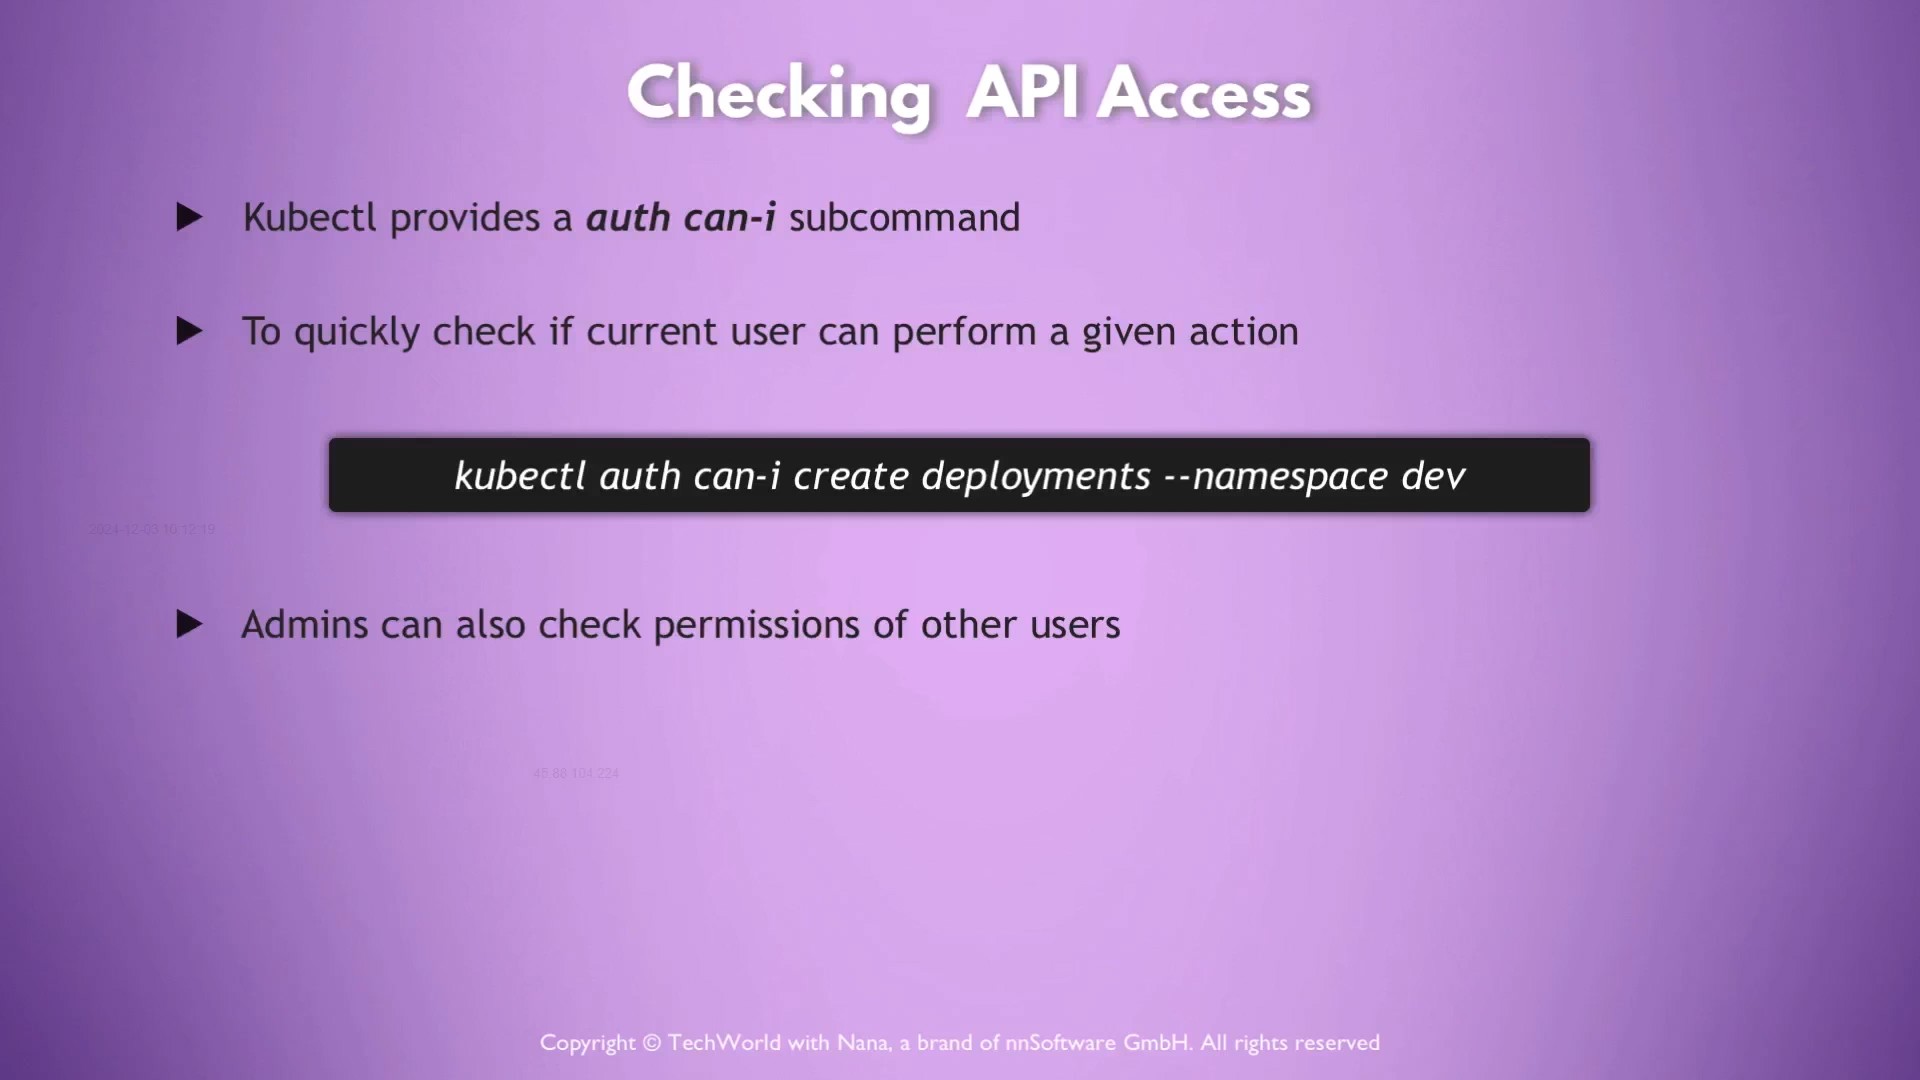 Checking API Access
Kubectl provides a auth can-i subcommand
To quickly check if current user can perform a given action
kubectl auth can-i create deployments --namespace dev
2024-12-03 10:13:19
Admins can also check permissions of other users
45.88.104.224
Copyright © TechWorld with Nana, a brand of nnSoftware GmbH. All rights reserved